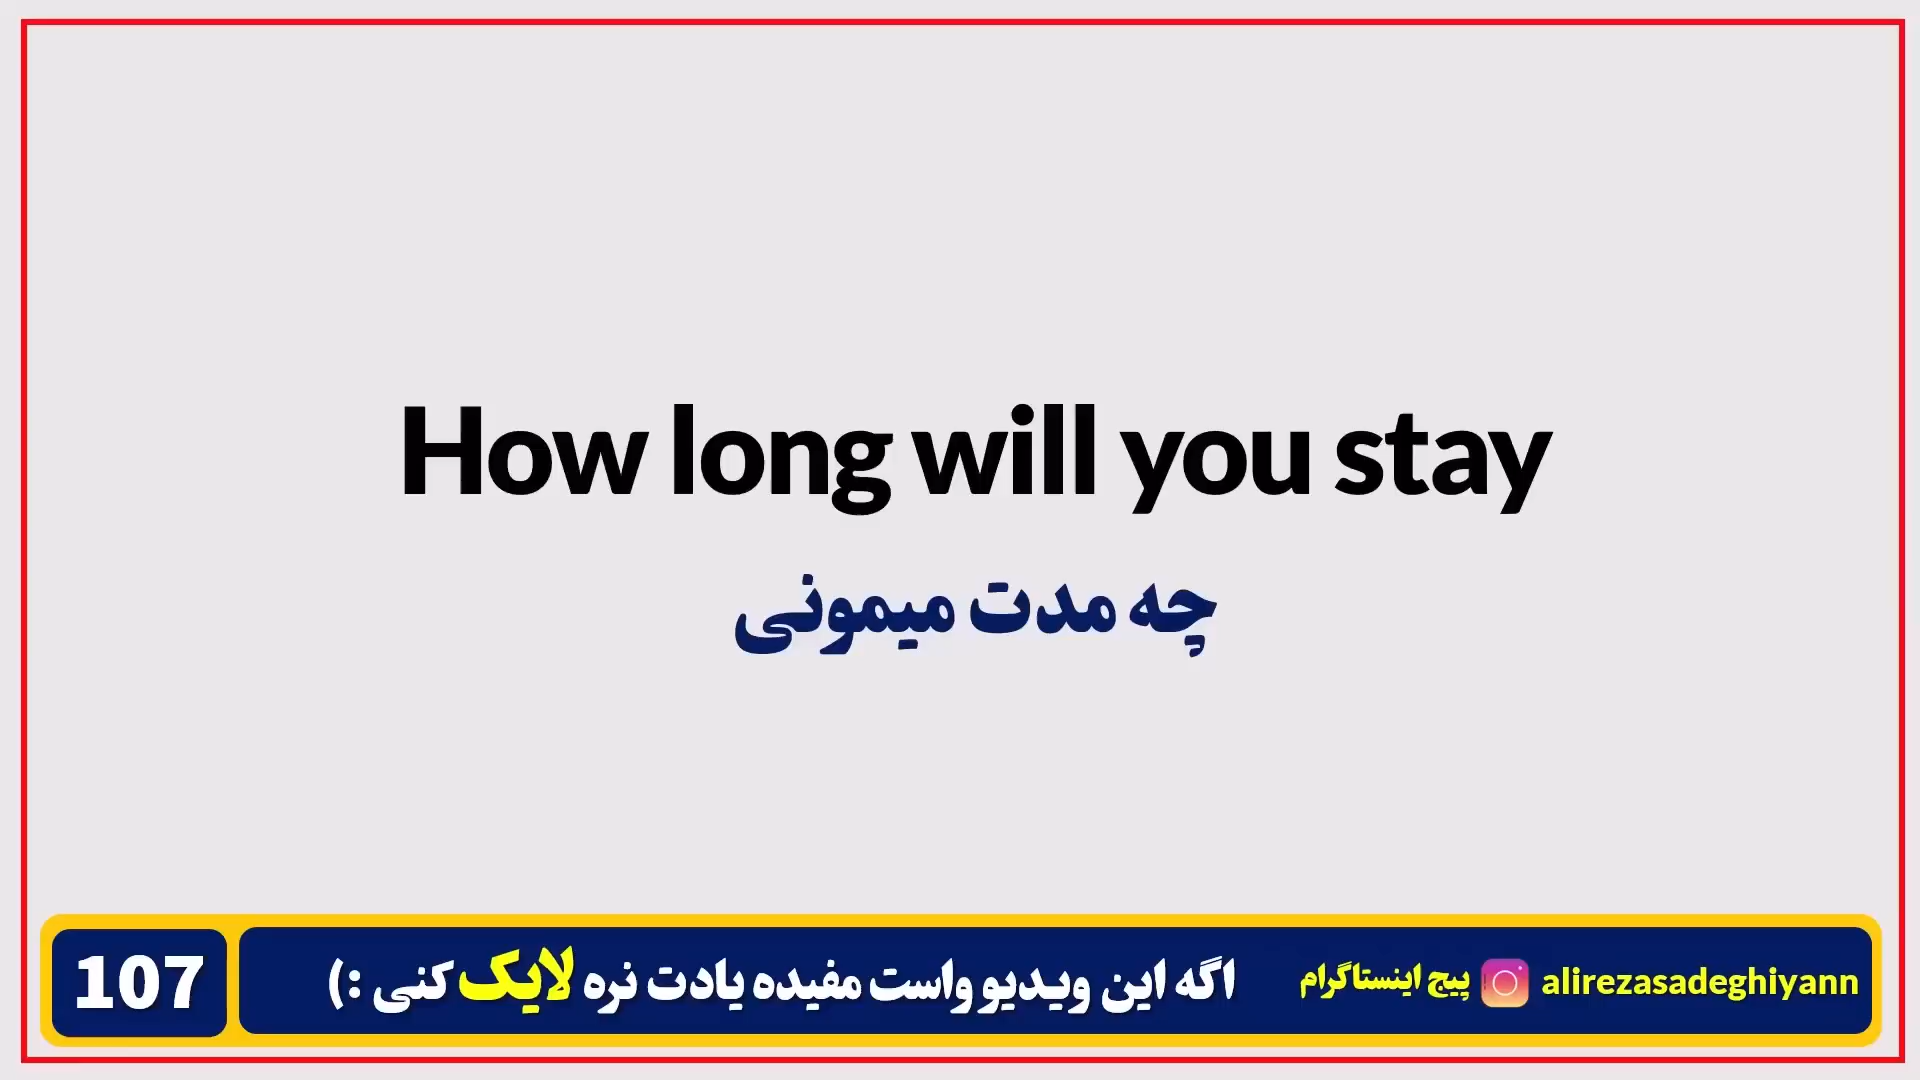 How long will you stay
چه مدت میمونی
107
اگه این ویدیو واست مفیده یادت نره لایک کنی :)
پیج اینستاگرام
alirezasadeghiyann